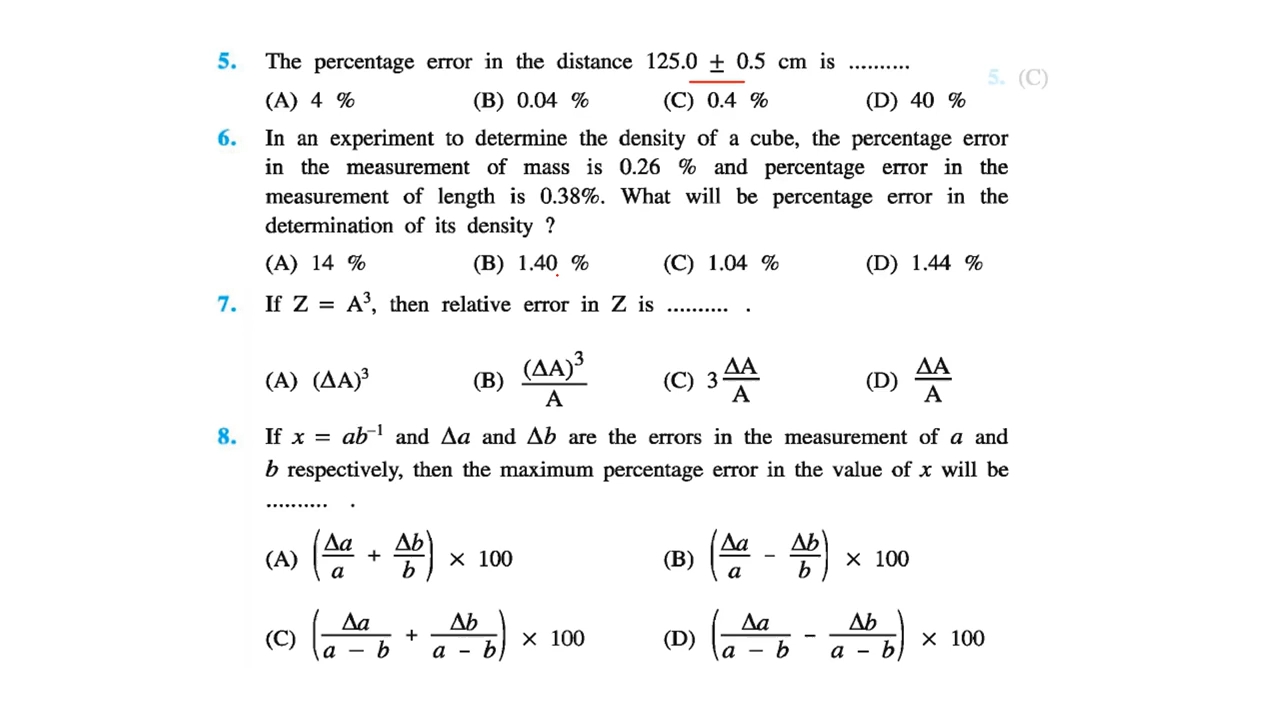 5. The percentage error in the distance 125.0 ± 0.5 cm is ..........
5. (C)
(A) 4 % (B) 0.04 % (C) 0.4 % (D) 40 %
6. In an experiment to determine the density of a cube, the percentage error
in the measurement of mass is 0.26 % and percentage error in the
measurement of length is 0.38%. What will be percentage error in the
determination of its density ?
(A) 14 % (B) 1.40 % (C) 1.04 % (D) 1.44 %
7. If Z = A³, then relative error in Z is .......... .
(A) (ΔA)³ (B) (ΔA)³/A (C) 3 ΔA/A (D) ΔA/A
8. If x = ab⁻¹ and Δa and Δb are the errors in the measurement of a and
b respectively, then the maximum percentage error in the value of x will be
.......... .
(A) (Δa/a + Δb/b) × 100 (B) (Δa/a - Δb/b) × 100
(C) (Δa/(a − b) + Δb/(a - b)) × 100 (D) (Δa/(a − b) - Δb/(a - b)) × 100